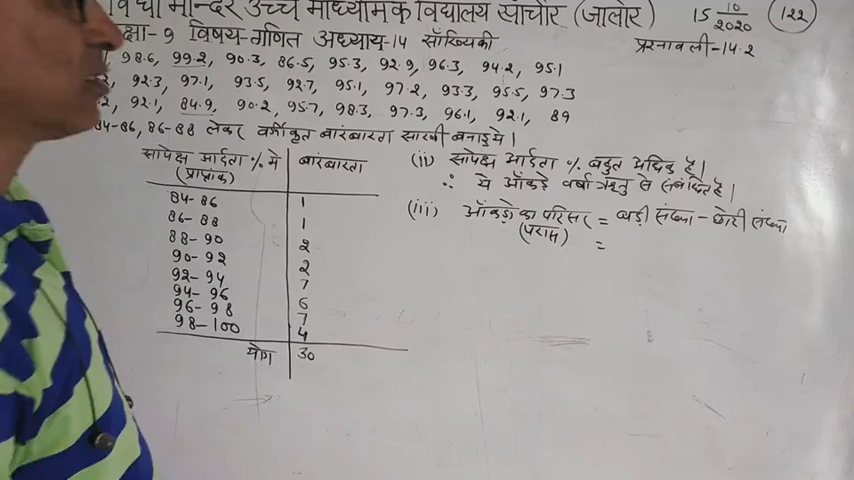 विद्या मन्दिर उच्च माध्यमिक विद्यालय सांचोर (जालोर)
15 10/2020
122
कक्षा-9 विषय-गणित अध्याय-14 सांख्यिकी
प्रश्नावली-14.2
98.6, 99.2, 90.3, 86.5, 95.3, 92.9, 96.3, 94.2, 95.1
92.3, 97.1, 93.5, 92.7, 95.1, 97.2, 93.3, 95.5, 97.3
92.1, 84.9, 90.2, 95.7, 98.3, 97.3, 96.1, 92.1, 89
84-86, 86-88 लेकर वर्गीकृत बारंबारता सारणी बनाइये।
सापेक्ष आर्द्रता % में बारंबारता
(प्राप्तांक)
84-86 1
86-88 1
88-90 2
90-92 2
92-94 7
94-96 6
96-98 7
98-100 4
योग 30
(ii) सापेक्ष आर्द्रता % बहुत अधिक है।
∴ ये आँकड़े वर्षा ऋतु से संबंधित है।
(iii) आँकड़ो का परिसर = बड़ी संख्या - छोटी संख्या
(परास) =